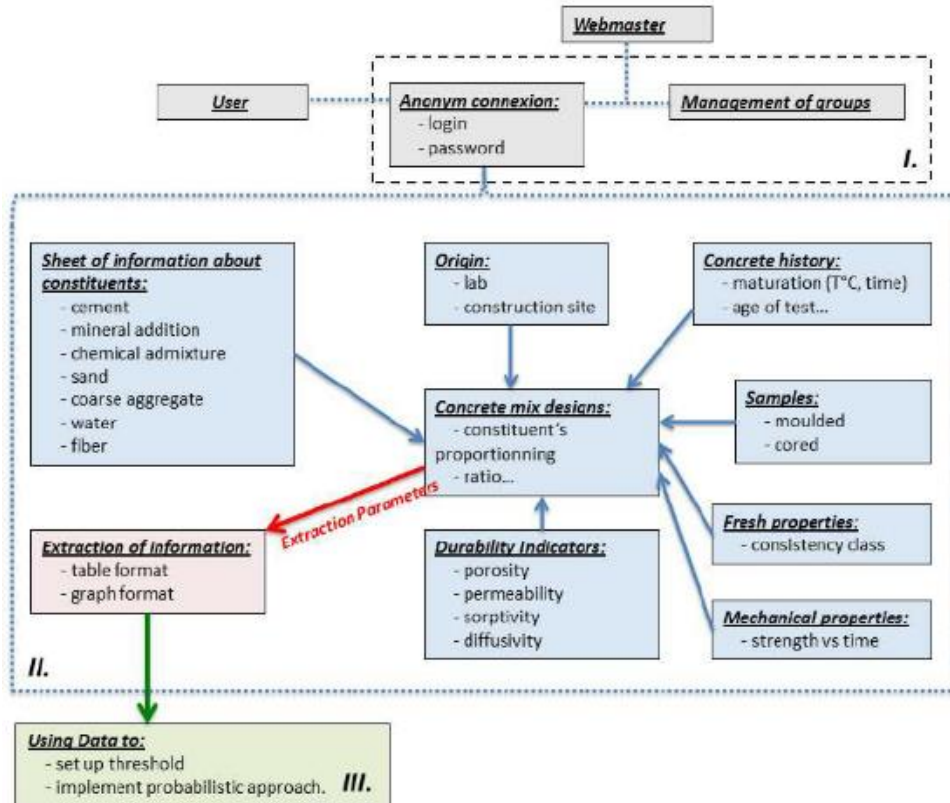 Webmaster
User
Anonym connexion:
- login
- password
Management of groups
I.
Sheet of information about
constituents:
- cement
- mineral addition
- chemical admixture
- sand
- coarse aggregate
- water
- fiber
Origin:
- lab
- construction site
Concrete history:
- maturation (T°C, time)
- age of test...
Concrete mix designs:
- constituent's
proportionning
- ratio...
Samples:
- moulded
- cored
Extraction Parameters
Extraction of information:
- table format
- graph format
Durability Indicators:
- porosity
- permeability
- sorptivity
- diffusivity
Fresh properties:
- consistency class
Mechanical properties:
- strength vs time
II.
Using Data to:
- set up threshold
- implement probabilistic approach.
III.